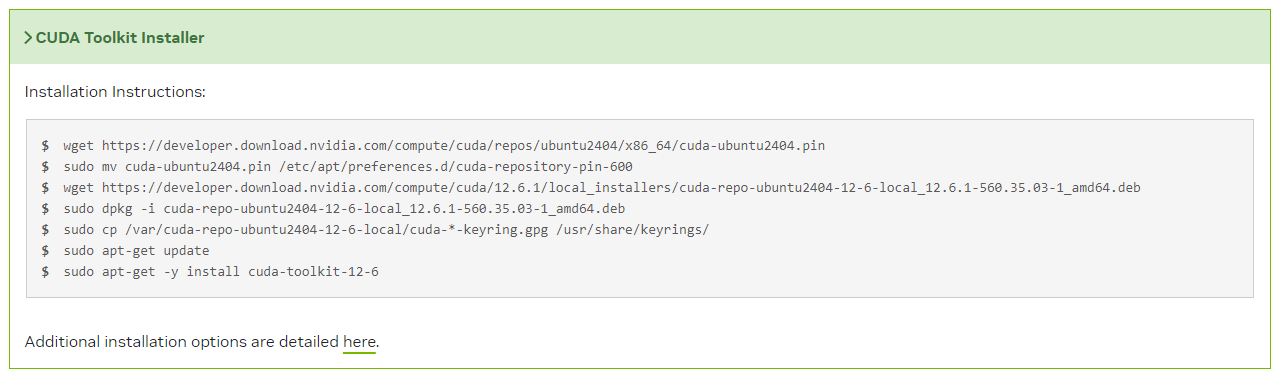 CUDA Toolkit Installer
Installation Instructions:
$ wget https://developer.download.nvidia.com/compute/cuda/repos/ubuntu2404/x86_64/cuda-ubuntu2404.pin
$ sudo mv cuda-ubuntu2404.pin /etc/apt/preferences.d/cuda-repository-pin-600
$ wget https://developer.download.nvidia.com/compute/cuda/12.6.1/local_installers/cuda-repo-ubuntu2404-12-6-local_12.6.1-560.35.03-1_amd64.deb
$ sudo dpkg -i cuda-repo-ubuntu2404-12-6-local_12.6.1-560.35.03-1_amd64.deb
$ sudo cp /var/cuda-repo-ubuntu2404-12-6-local/cuda-*-keyring.gpg /usr/share/keyrings/
$ sudo apt-get update
$ sudo apt-get -y install cuda-toolkit-12-6
Additional installation options are detailed here.